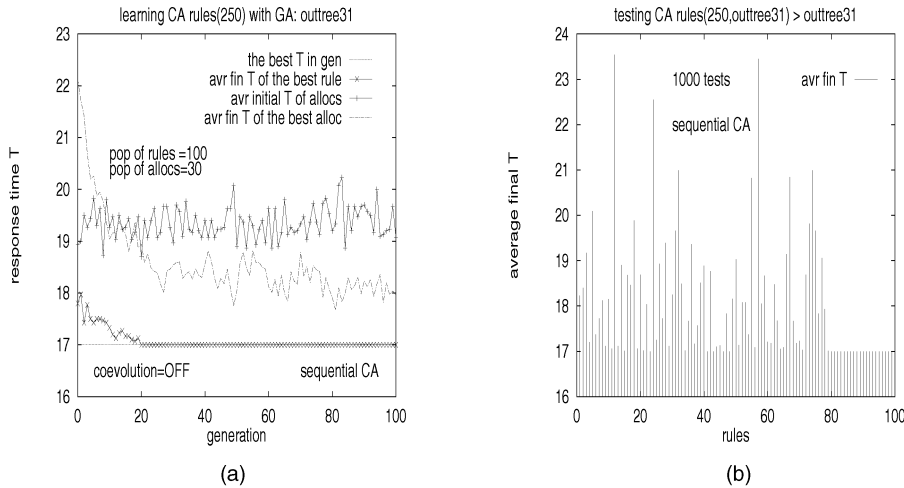 learning CA rules(250) with GA: outtree31
response time T
23
22
21
20
19
18
17
16
the best T in gen
avr fin T of the best rule
avr initial T of allocs
avr fin T of the best alloc
pop of rules =100
pop of allocs=30
coevolution=OFF
sequential CA
0 20 40 60 80 100
generation
(a)
testing CA rules(250,outtree31) > outtree31
average final T
24
23
22
21
20
19
18
17
16
1000 tests
avr fin T
sequential CA
0 20 40 60 80 100
rules
(b)